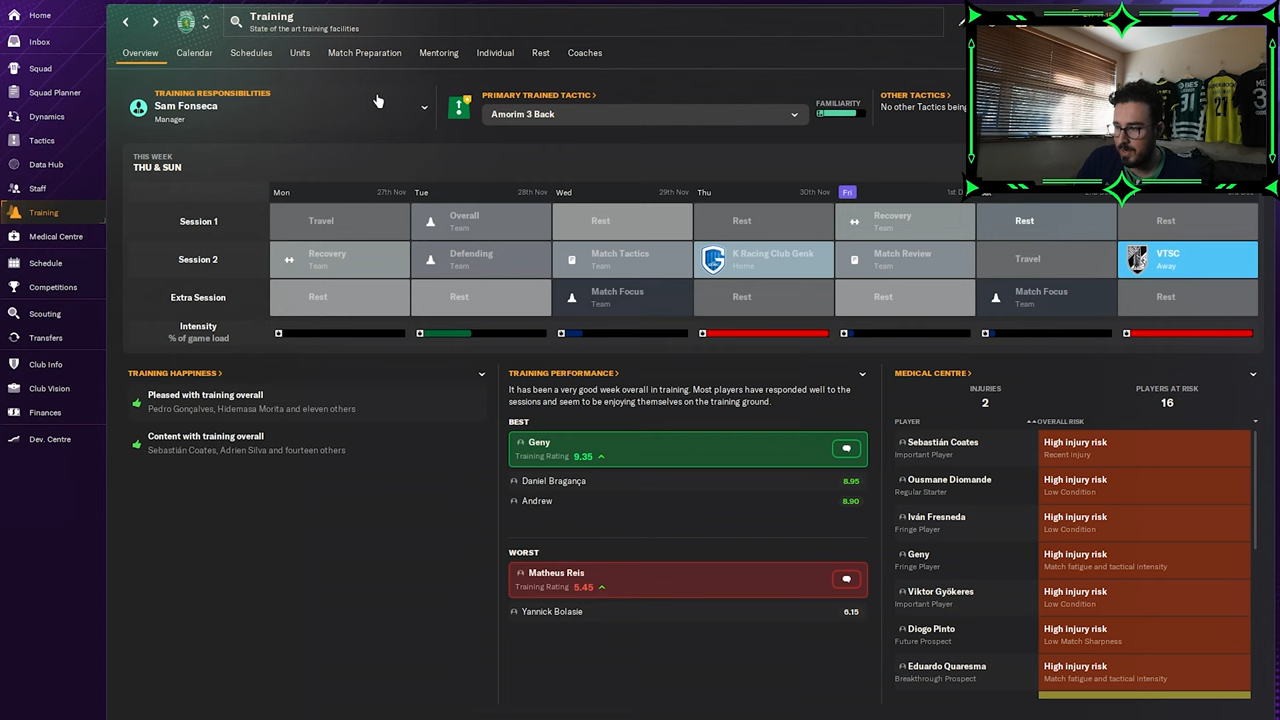 Home
Inbox
Squad
Squad Planner
Dynamics
Tactics
Data Hub
Staff
Training
Medical Centre
Schedule
Competitions
Scouting
Transfers
Club Info
Club Vision
Finances
Dev. Centre
Training
State of the art training facilities
Overview Calendar Schedules Units Match Preparation Mentoring Individual Rest Coaches
TRAINING RESPONSIBILITIES
Sam Fonseca
Manager
PRIMARY TRAINED TACTIC >
Amorim 3 Back
FAMILIARITY
OTHER TACTICS >
No other Tactics being
THIS WEEK
THU & SUN
Mon 27th Nov Tue 28th Nov Wed 29th Nov Thu 30th Nov Fri
Session 1 Travel Overall Team Rest Rest Recovery Team Rest Rest
Session 2 Recovery Team Defending Team Match Tactics Team K Racing Club Genk Home Match Review Team Travel VTSC Away
Extra Session Rest Rest Match Focus Team Rest Rest Match Focus Team Rest
Intensity
% of game load
TRAINING HAPPINESS >
Pleased with training overall
Pedro Gonçalves, Hidemasa Morita and eleven others
Content with training overall
Sebastián Coates, Adrien Silva and fourteen others
TRAINING PERFORMANCE >
It has been a very good week overall in training. Most players have responded well to the
sessions and seem to be enjoying themselves on the training ground.
BEST
Geny
Training Rating 9.35
Daniel Bragança 8.95
Andrew 8.90
WORST
Matheus Reis
Training Rating 5.45
Yannick Bolasie 6.15
MEDICAL CENTRE >
INJURIES PLAYERS AT RISK
2 16
PLAYER OVERALL RISK
Sebastián Coates High injury risk
Important Player Recent Injury
Ousmane Diomande High injury risk
Regular Starter Low Condition
Iván Fresneda High injury risk
Fringe Player Low Condition
Geny High injury risk
Fringe Player Match fatigue and tactical intensity
Viktor Gyökeres High injury risk
Important Player Low Condition
Diogo Pinto High injury risk
Future Prospect Low Match Sharpness
Eduardo Quaresma High injury risk
Breakthrough Prospect Match fatigue and tactical intensity
31
21